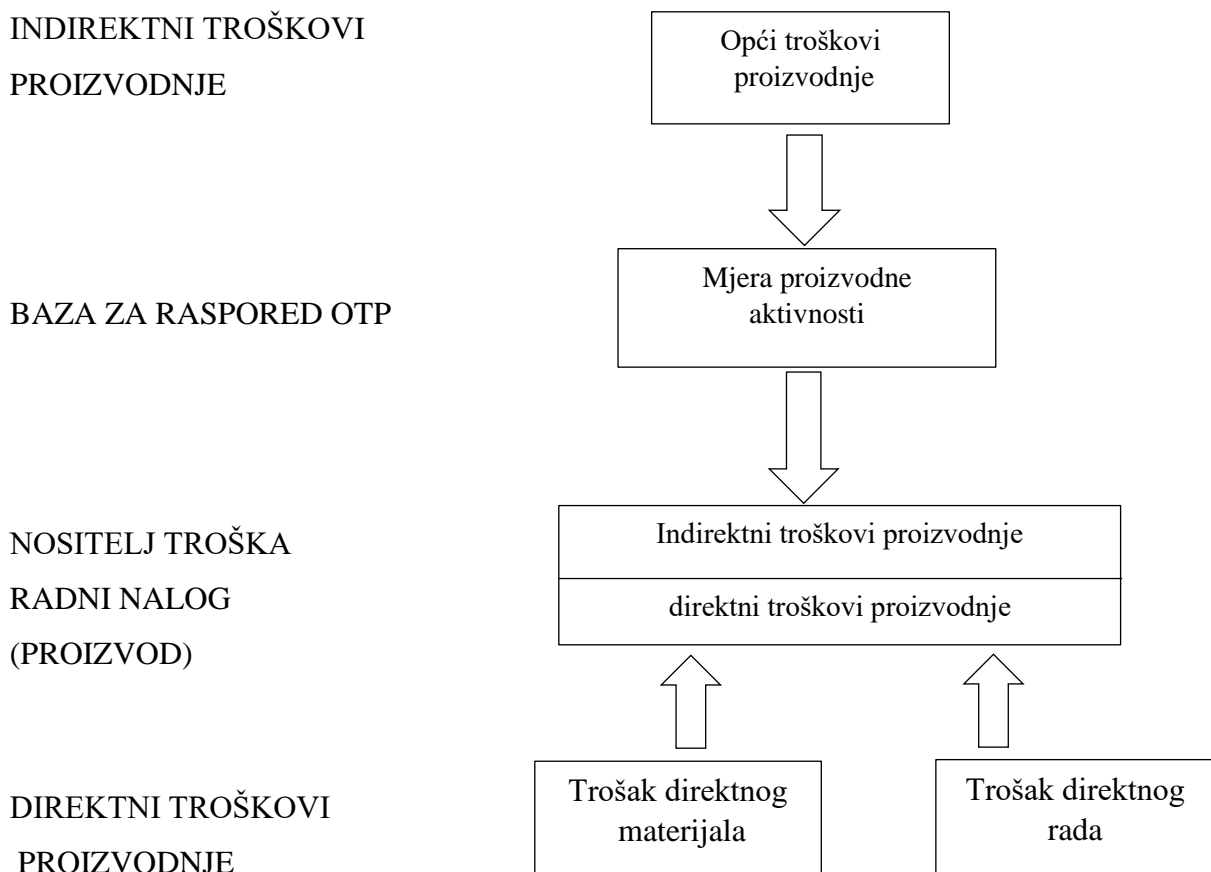 INDIREKTNI TROŠKOVI
PROIZVODNJE
Opći troškovi
proizvodnje
BAZA ZA RASPORED OTP
Mjera proizvodne
aktivnosti
NOSITELJ TROŠKA
RADNI NALOG
(PROIZVOD)
Indirektni troškovi proizvodnje
direktni troškovi proizvodnje
DIREKTNI TROŠKOVI
PROIZVODNJE
Trošak direktnog
materijala
Trošak direktnog
rada